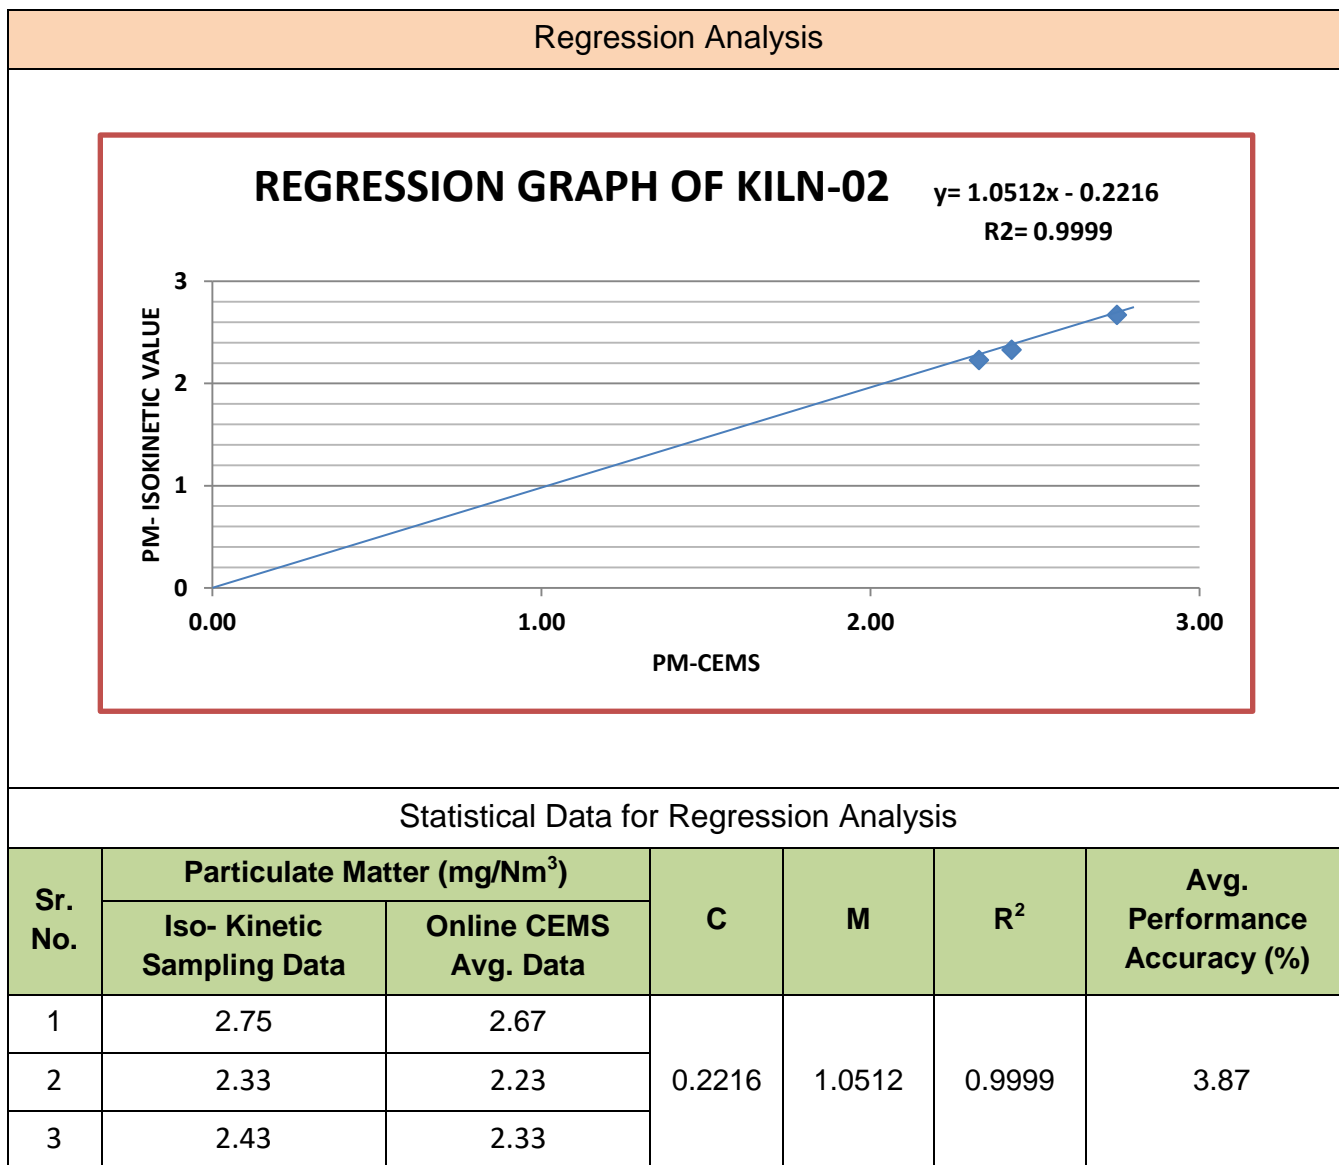 Regression Analysis
REGRESSION GRAPH OF KILN-02
y= 1.0512x - 0.2216
R2= 0.9999
PM- ISOKINETIC VALUE
3
2
1
0
0.00 1.00 2.00 3.00
PM-CEMS
Statistical Data for Regression Analysis
Sr. No.
Particulate Matter (mg/Nm³)
Iso- Kinetic
Sampling Data
Online CEMS
Avg. Data
C
M
R²
Avg.
Performance
Accuracy (%)
1 2.75 2.67
2 2.33 2.23 0.2216 1.0512 0.9999 3.87
3 2.43 2.33